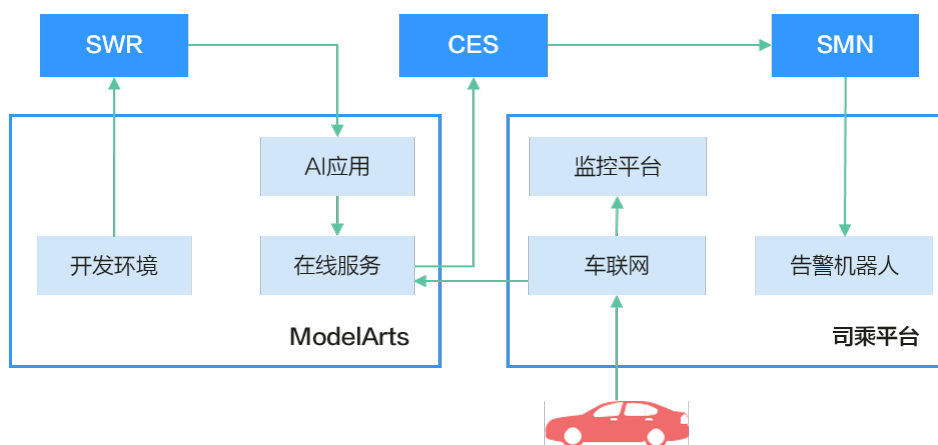 SWR
CES
SMN
AI应用
监控平台
开发环境
在线服务
车联网
告警机器人
ModelArts
司乘平台